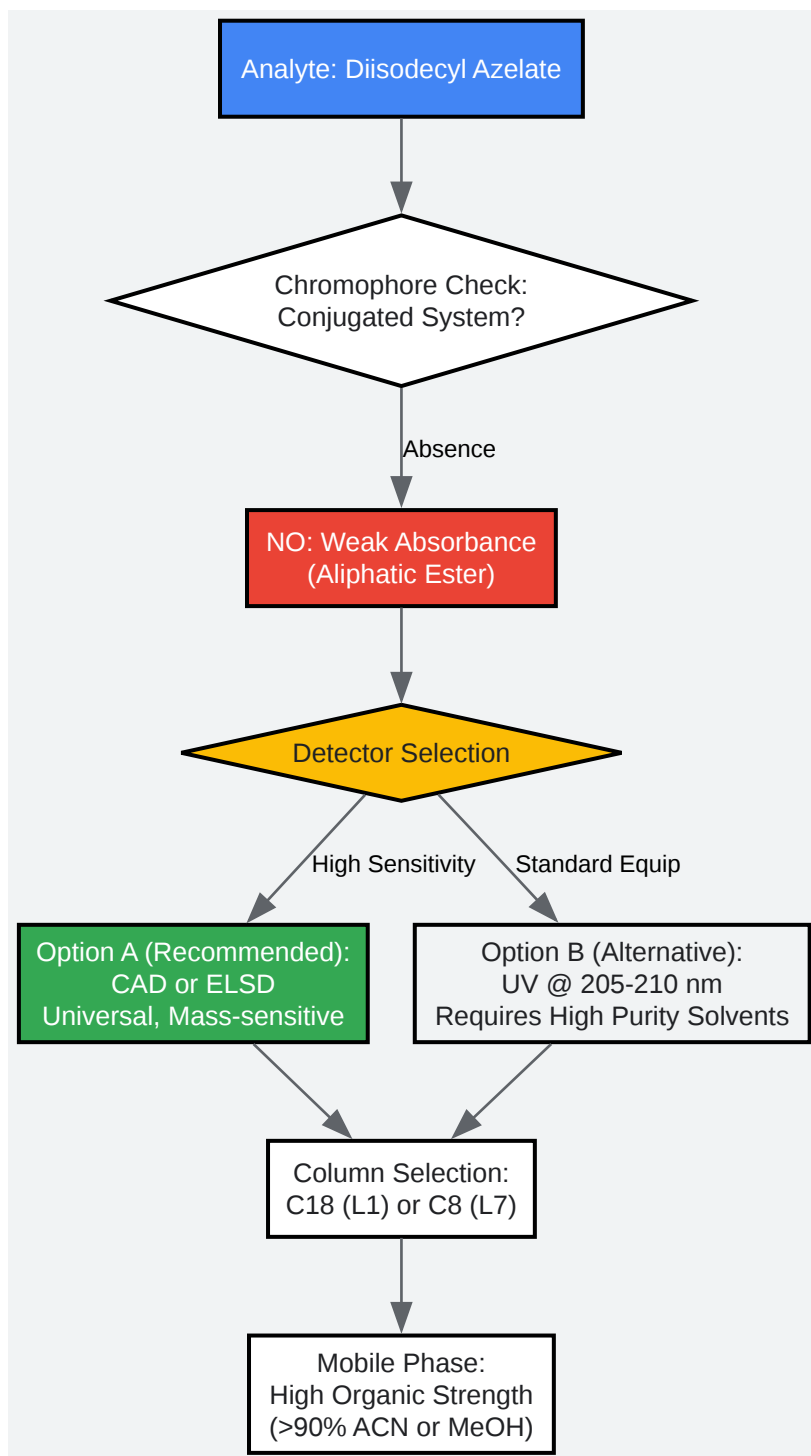 Analyte: Diisodecyl Azelate
Chromophore Check:
Conjugated System?
Absence
NO: Weak Absorbance
(Aliphatic Ester)
Detector Selection
High Sensitivity
Standard Equip
Option A (Recommended):
CAD or ELSD
Universal, Mass-sensitive
Option B (Alternative):
UV @ 205-210 nm
Requires High Purity Solvents
Column Selection:
C18 (L1) or C8 (L7)
Mobile Phase:
High Organic Strength
(>90% ACN or MeOH)